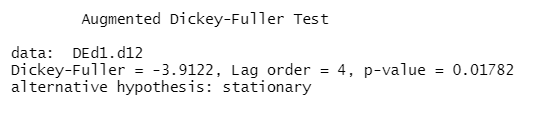 Augmented Dickey-Fuller Test
data:  DEd1.d12
Dickey-Fuller = -3.9122, Lag order = 4, p-value = 0.01782
alternative hypothesis: stationary